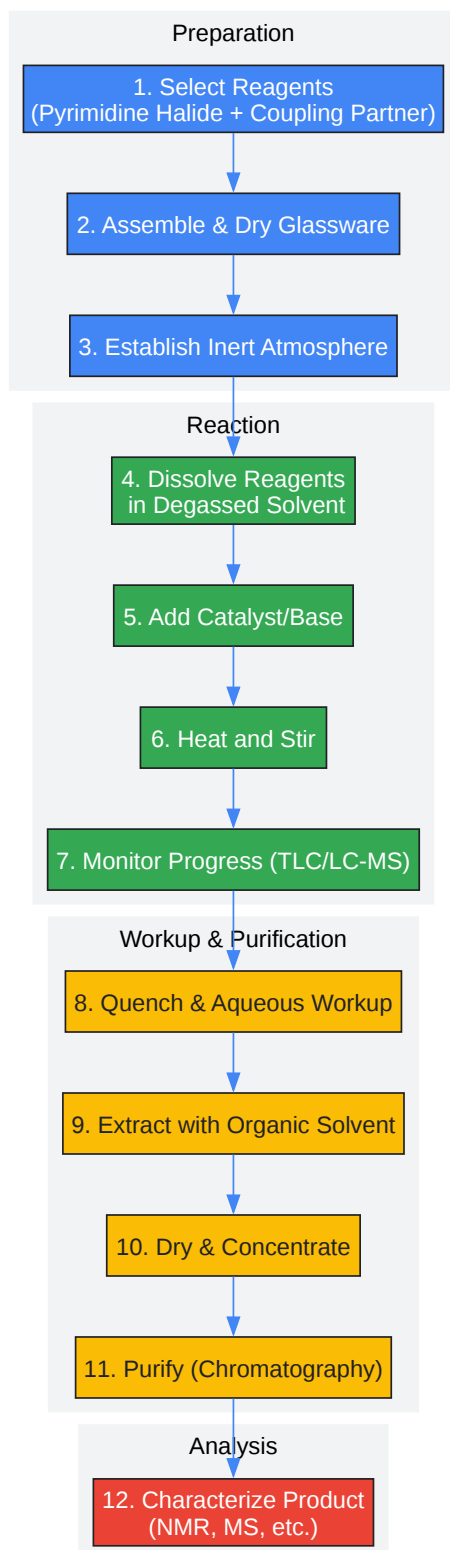 Preparation
1. Select Reagents
(Pyrimidine Halide + Coupling Partner)
2. Assemble & Dry Glassware
3. Establish Inert Atmosphere
Reaction
4. Dissolve Reagents
in Degassed Solvent
5. Add Catalyst/Base
6. Heat and Stir
7. Monitor Progress (TLC/LC-MS)
Workup & Purification
8. Quench & Aqueous Workup
9. Extract with Organic Solvent
10. Dry & Concentrate
11. Purify (Chromatography)
Analysis
12. Characterize Product
(NMR, MS, etc.)